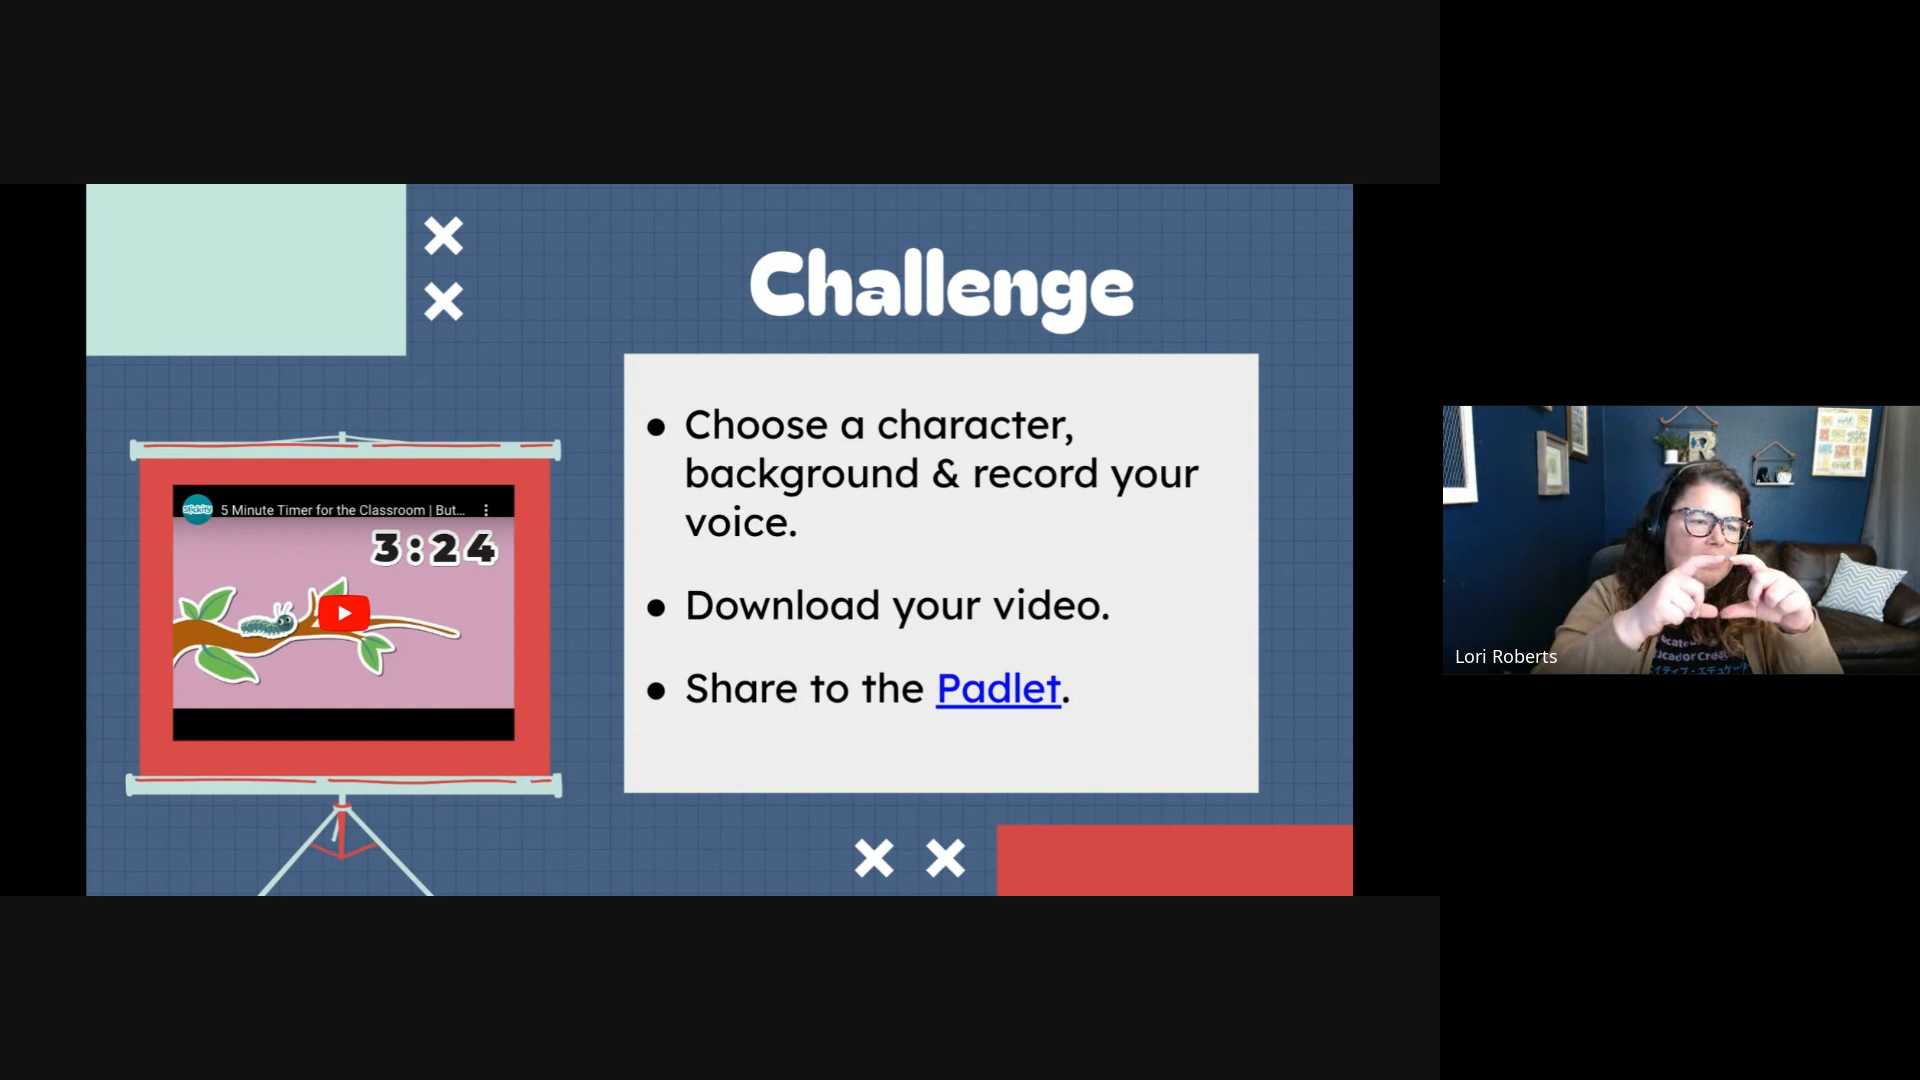 Challenge
● Choose a character,
background & record your
voice.
● Download your video.
● Share to the Padlet.
stickity
5 Minute Timer for the Classroom | But...
3:24
R
Lori Roberts